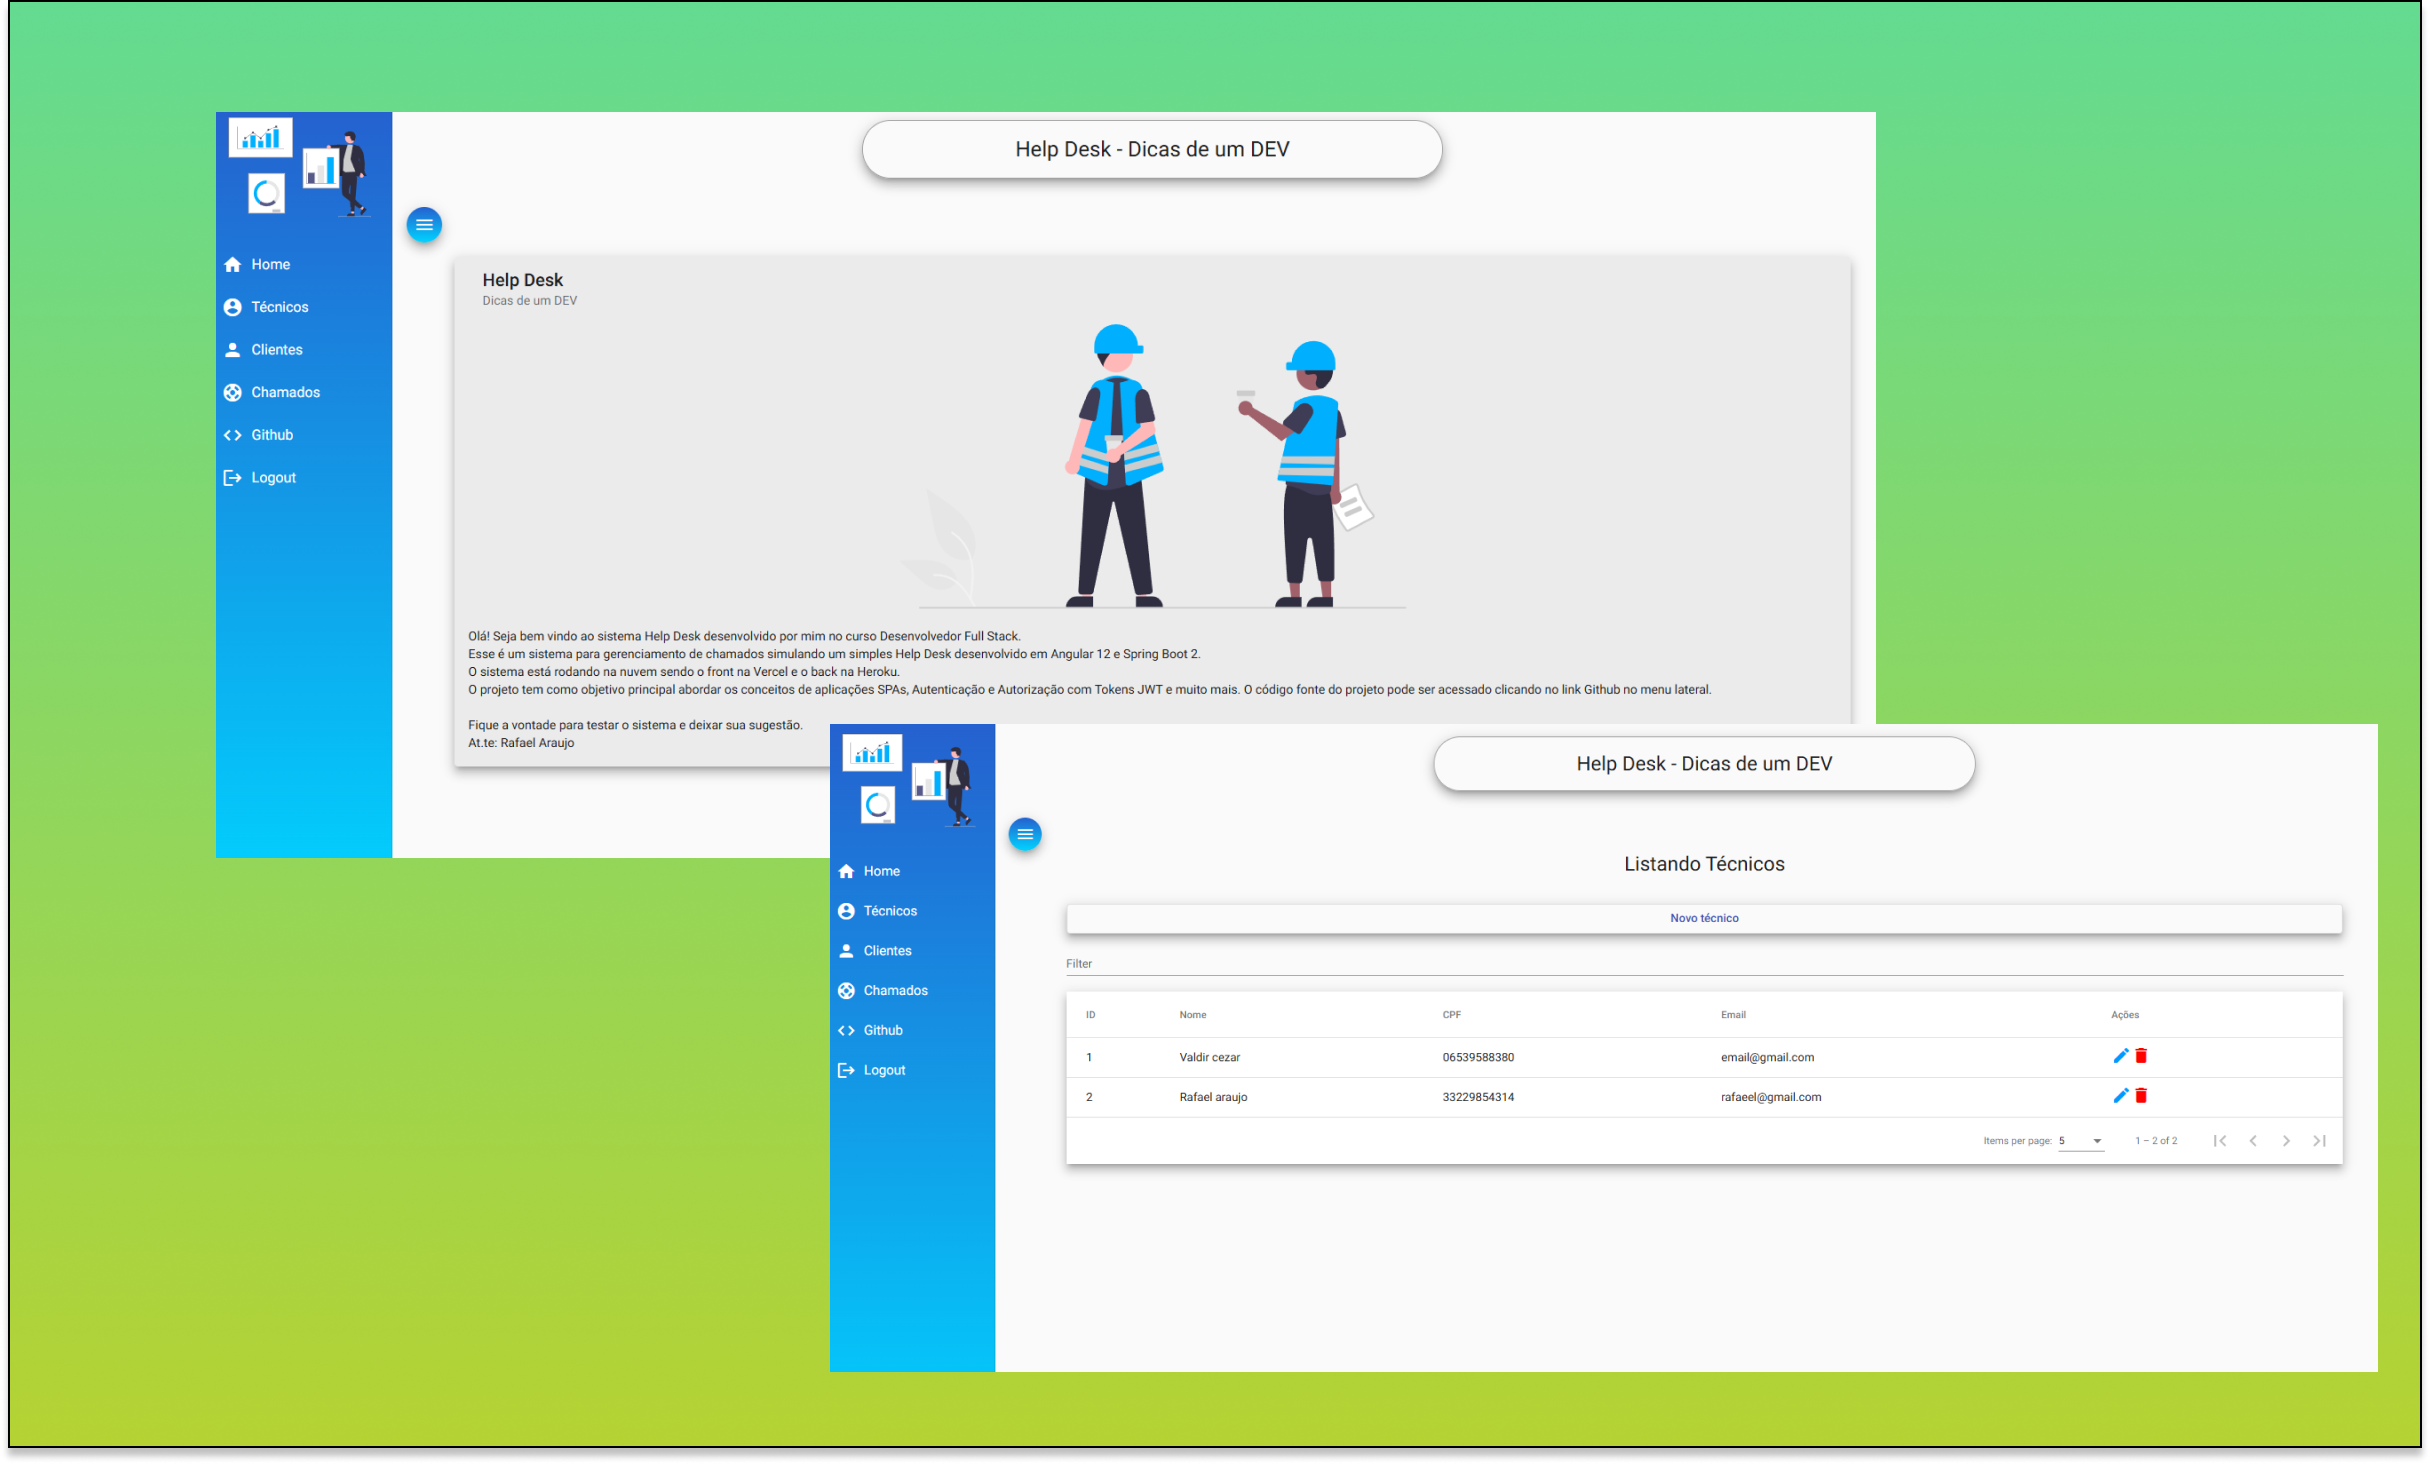 Help Desk - Dicas de um DEV
Home
Técnicos
Clientes
Chamados
Github
Logout
Help Desk
Dicas de um DEV
Olá! Seja bem vindo ao sistema Help Desk desenvolvido por mim no curso Desenvolvedor Full Stack.
Esse é um sistema para gerenciamento de chamados simulando um simples Help Desk desenvolvido em Angular 12 e Spring Boot 2.
O sistema está rodando na nuvem sendo o front na Vercel e o back na Heroku.
O projeto tem como objetivo principal abordar os conceitos de aplicações SPAs, Autenticação e Autorização com Tokens JWT e muito mais. O código fonte do projeto pode ser acessado clicando no link Github no menu lateral.
Fique a vontade para testar o sistema e deixar sua sugestão.
At.te: Rafael Araujo
Help Desk - Dicas de um DEV
Home
Técnicos
Clientes
Chamados
Github
Logout
Listando Técnicos
Novo técnico
Filter
ID Nome CPF Email Ações
1 Valdir cezar 06539588380 email@gmail.com
2 Rafael araujo 33229854314 rafaeel@gmail.com
Items per page: 5 1 – 2 of 2